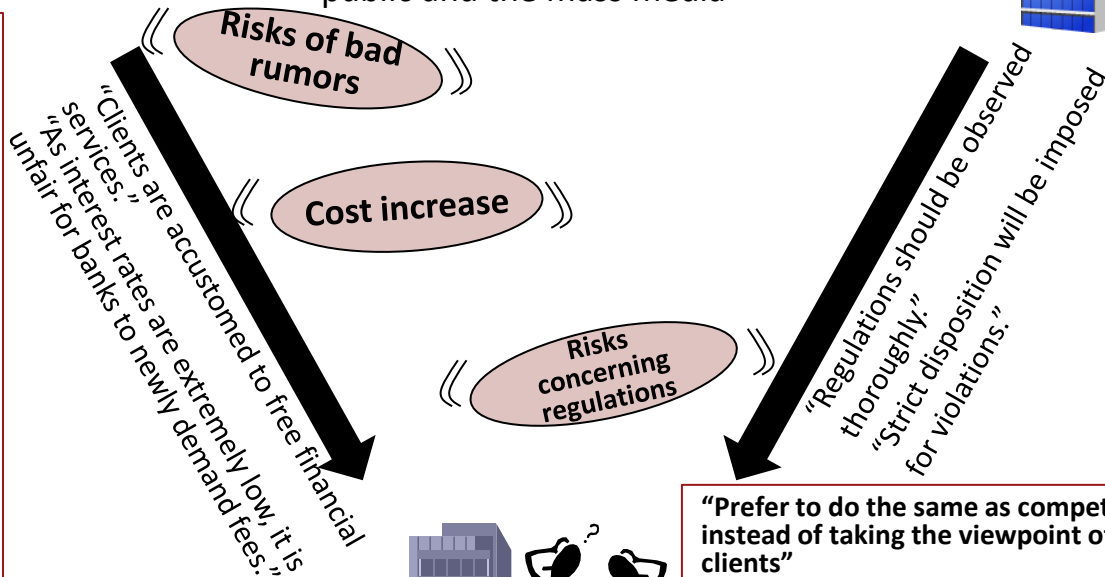 public and the mass media
Risks of bad
rumors
Cost increase
Risks
concerning
regulations
“Clients are accustomed to free financial
services.”
“As interest rates are extremely low, it is
unfair for banks to newly demand fees.”
“Regulations should be observed
thoroughly.”
“Strict disposition will be imposed
for violations.”
?
“Prefer to do the same as
instead of taking the viewpoint
clients”